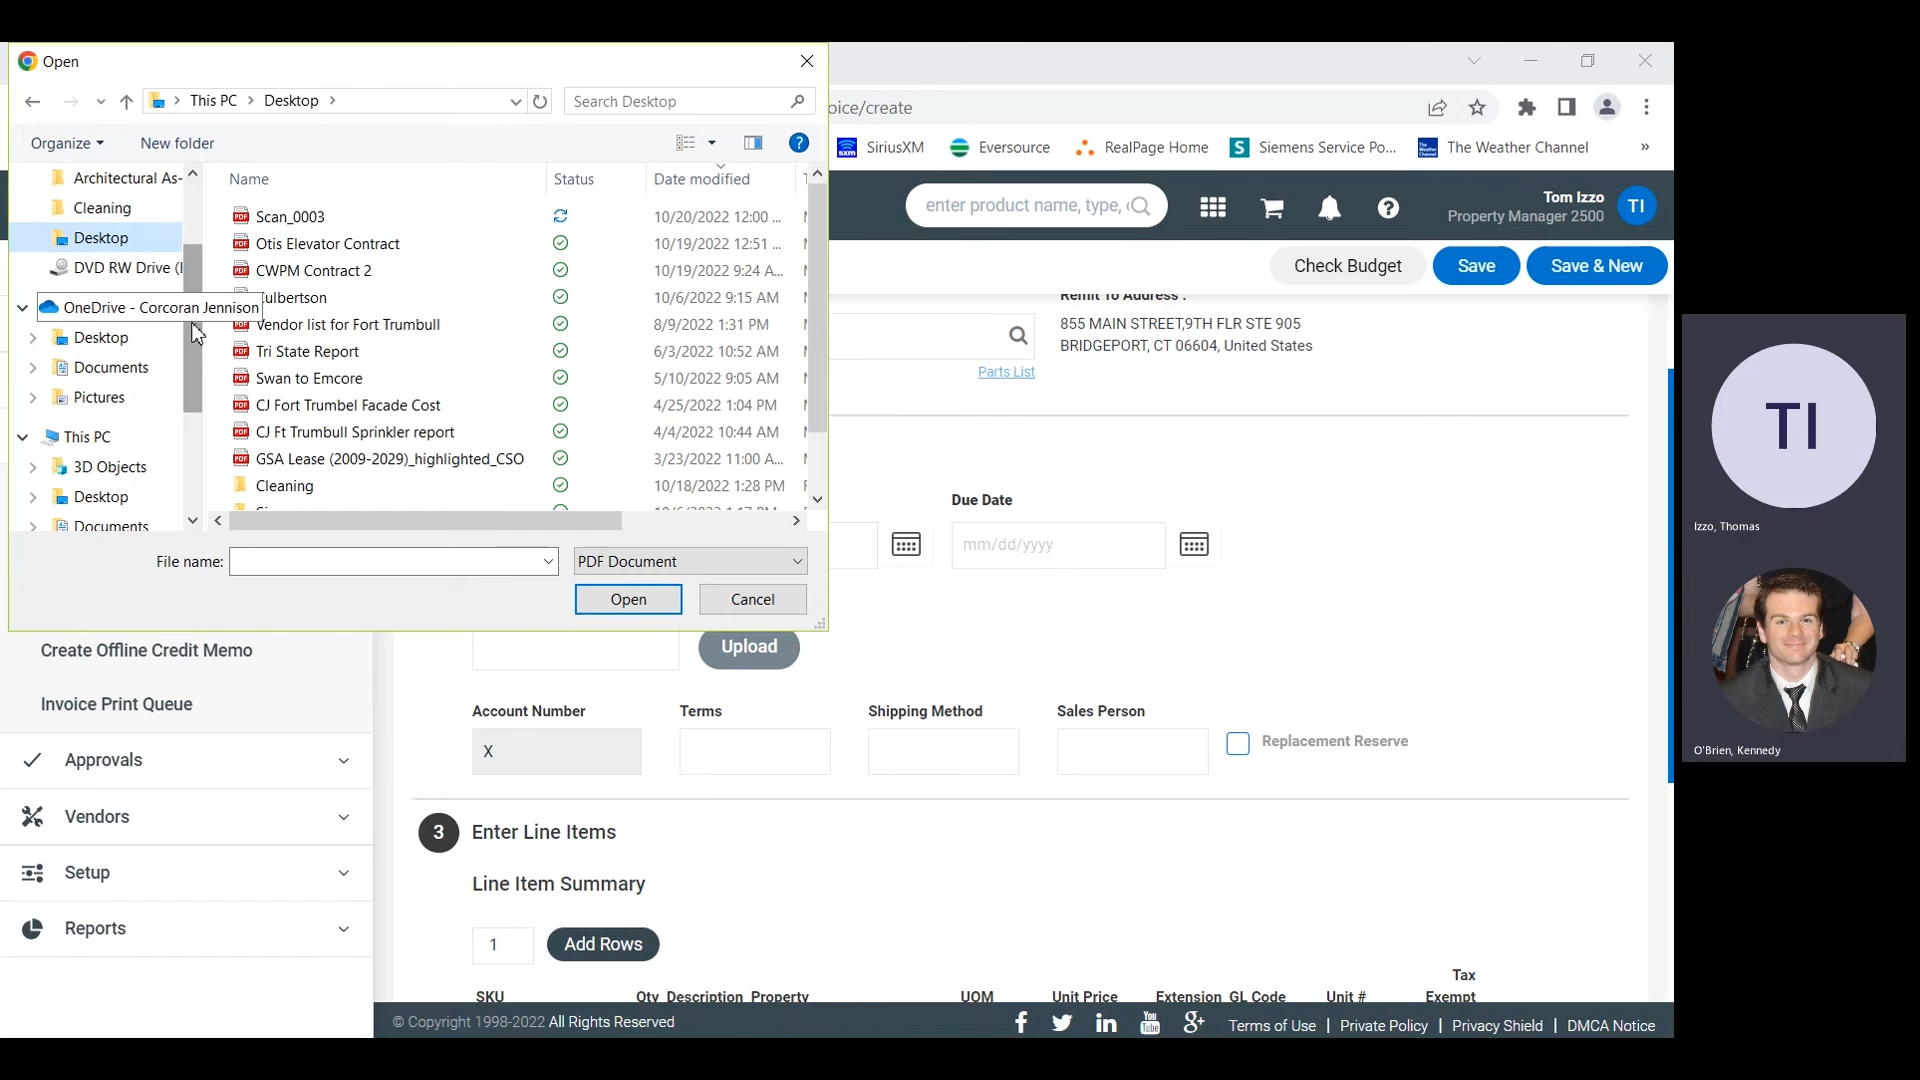 Open
This PC > Desktop >
Search Desktop
Organize
New folder
Architectural As-
Cleaning
Desktop
DVD RW Drive (
OneDrive - Corcoran Jennison
Desktop
Documents
Pictures
This PC
3D Objects
Desktop
Documents
Name Status Date modified
Scan_0003 10/20/2022 12:00 ...
Otis Elevator Contract 10/19/2022 12:51 ...
CWPM Contract 2 10/19/2022 9:24 A...
ulbertson 10/6/2022 9:15 AM
Vendor list for Fort Trumbull 8/9/2022 1:31 PM
Tri State Report 6/3/2022 10:52 AM
Swan to Emcore 5/10/2022 9:05 AM
CJ Fort Trumbel Facade Cost 4/25/2022 1:04 PM
CJ Ft Trumbull Sprinkler report 4/4/2022 10:44 AM
GSA Lease (2009-2029)_highlighted_CSO 3/23/2022 11:00 A...
Cleaning 10/18/2022 1:28 PM
File name:
PDF Document
Open Cancel
oice/create
SiriusXM Eversource RealPage Home Siemens Service Po... The Weather Channel »
enter product name, type, (
Tom Izzo
Property Manager 2500
TI
Check Budget Save Save & New
Remit To Address :
855 MAIN STREET,9TH FLR STE 905
BRIDGEPORT, CT 06604, United States
Parts List
Due Date
mm/dd/yyyy
Upload
Account Number Terms Shipping Method Sales Person
X
Replacement Reserve
3 Enter Line Items
Line Item Summary
1 Add Rows
SKU Qty Description Property UOM Unit Price Extension GL Code Unit # Tax Exempt
Create Offline Credit Memo
Invoice Print Queue
Approvals
Vendors
Setup
Reports
© Copyright 1998-2022 All Rights Reserved
You Tube
Terms of Use | Private Policy | Privacy Shield | DMCA Notice
TI
Izzo, Thomas
O'Brien, Kennedy